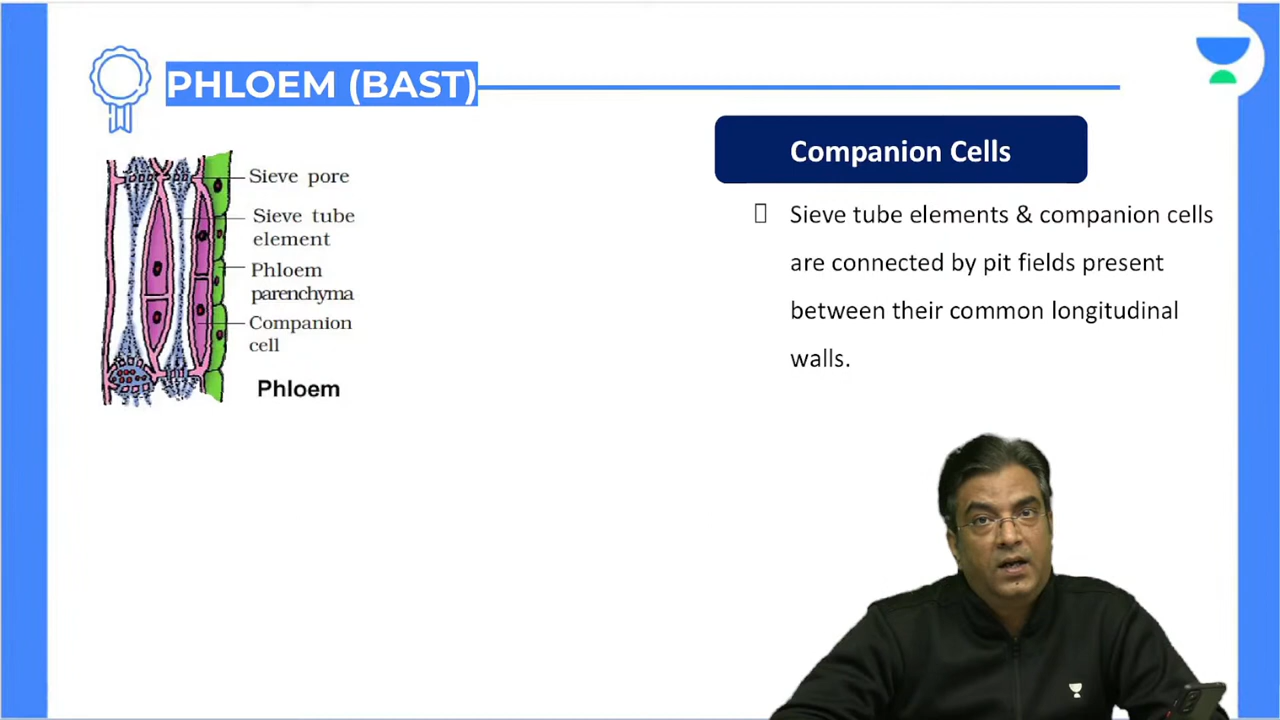 PHLOEM (BAST)
Sieve pore
Sieve tube
element
Phloem
parenchyma
Companion
cell
Phloem
Companion Cells
Sieve tube elements & companion cells
are connected by pit fields present
between their common longitudinal
walls.